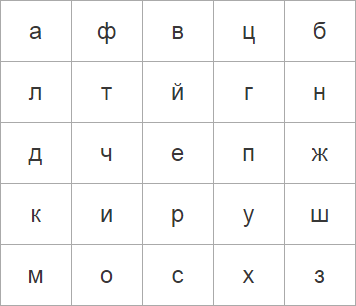 а ф в ц б
л т й г н
д ч е п ж
к и р у ш
м о с х з